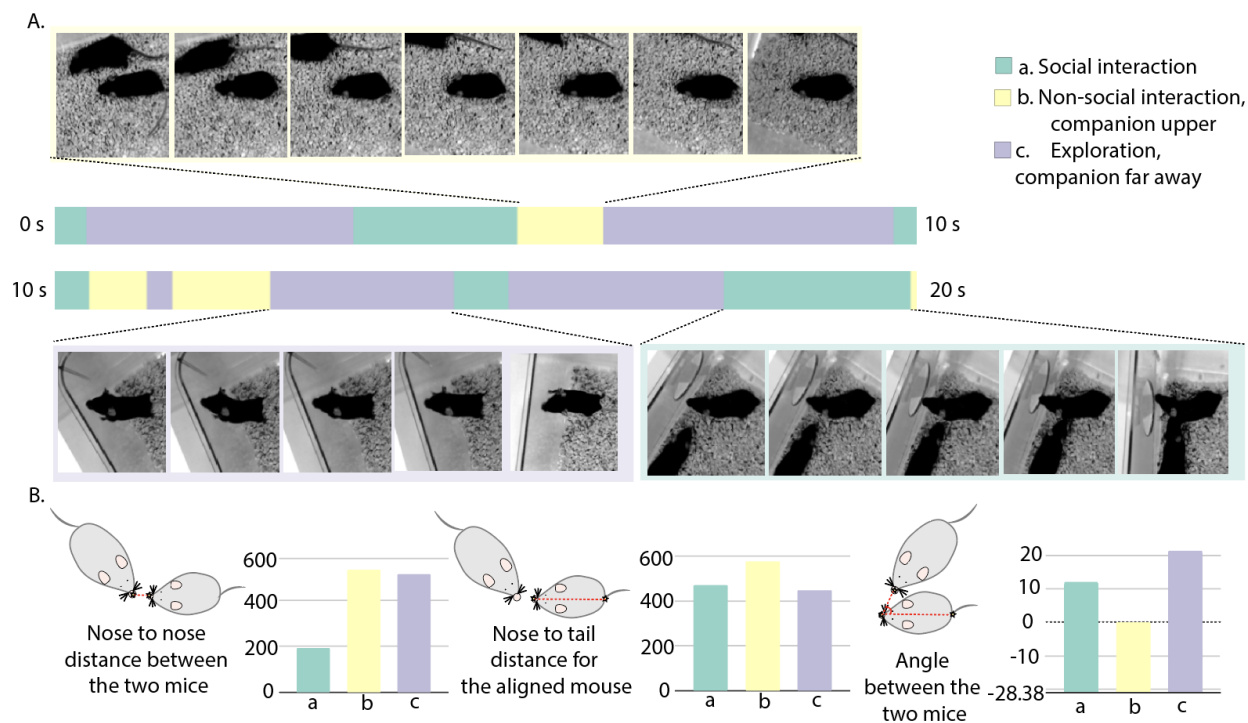 A.
a. Social interaction
b. Non-social interaction,
companion upper
c. Exploration,
companion far away
0 s
10 s
10 s
20 s
B.
Nose to nose
distance between
the two mice
600
400
200
0
a b c
Nose to tail
distance for
the aligned mouse
600
400
200
0
a b c
Angle
between the
two mice
20
10
0
-10
-28.38
a b c